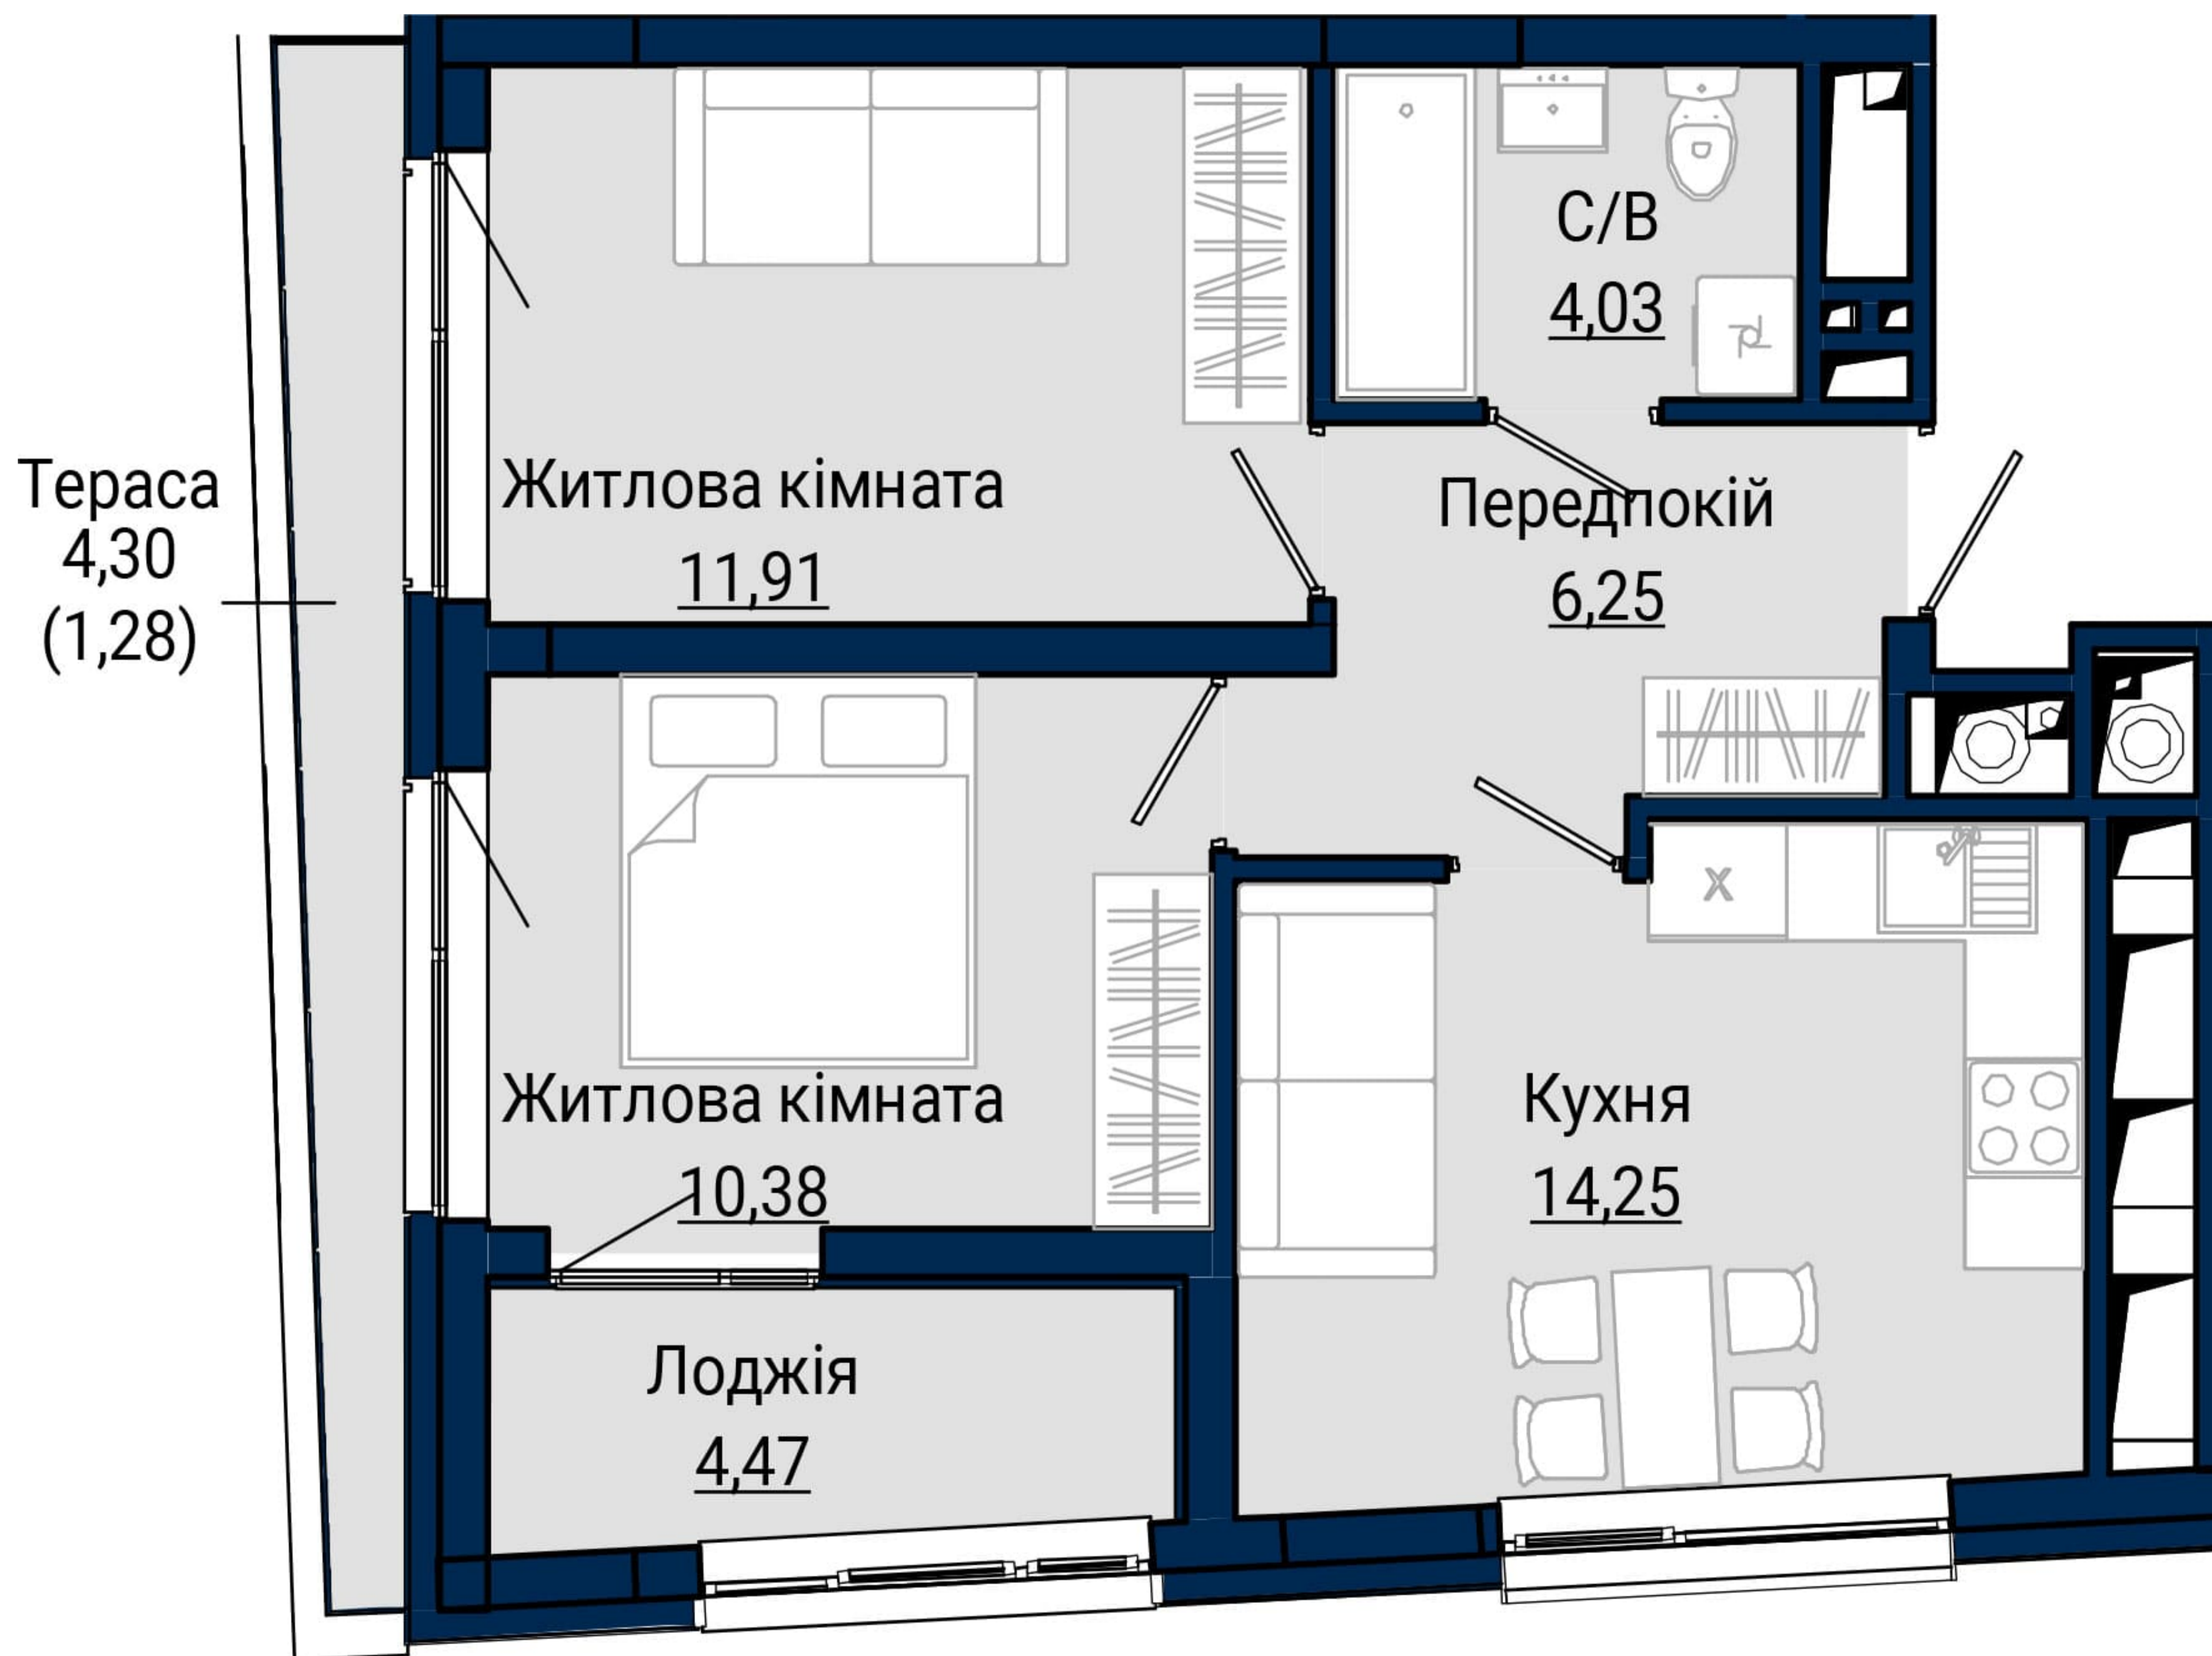 С/В
4,03
Тераса
4,30
(1,28)
Житлова кімната
11,91
Передпокій
6,25
X
Житлова кімната
10,38
Кухня
14,25
Лоджія
4,47